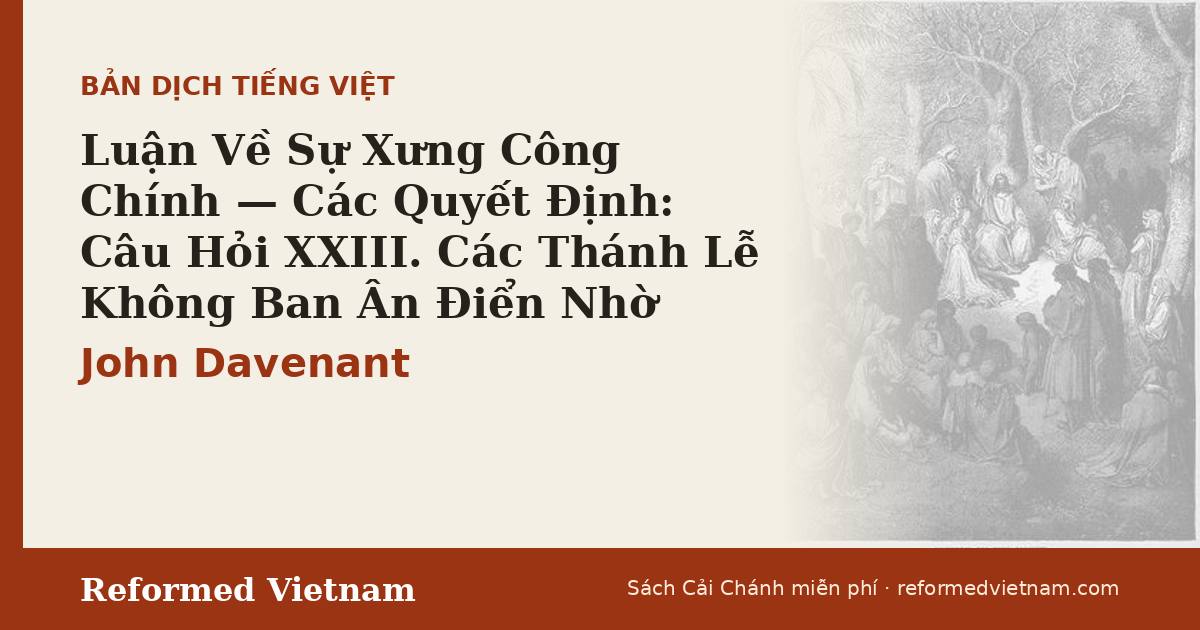 BẢN DỊCH TIẾNG VIỆT
Luận Về Sự Xưng Công
Chính — Các Quyết Định:
Câu Hỏi XXIII. Các Thánh Lễ
Không Ban Ân Điển Nhờ
John Davenant
Reformed Vietnam
Sách Cải Chánh miễn phí · reformedvietnam.com